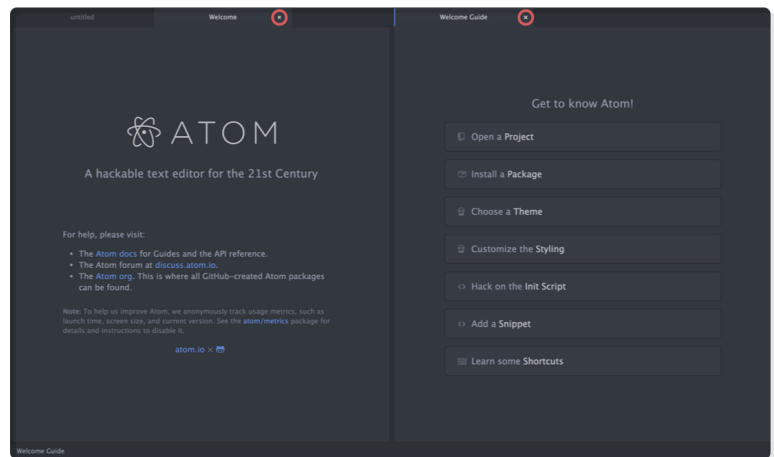 untitled
Welcome
Welcome Guide
ATOM
A hackable text editor for the 21st Century
For help, please visit:
• The Atom docs for Guides and the API reference.
• The Atom forum at discuss.atom.io.
• The Atom org. This is where all GitHub-created Atom packages
can be found.
Note: To help us improve Atom, we anonymously track usage metrics, such as
launch time, screen size, and current version. See the atom/metrics package for
details and instructions to disable it.
atom.io ×
Get to know Atom!
Open a Project
Install a Package
Choose a Theme
Customize the Styling
Hack on the Init Script
Add a Snippet
Learn some Shortcuts
Welcome Guide